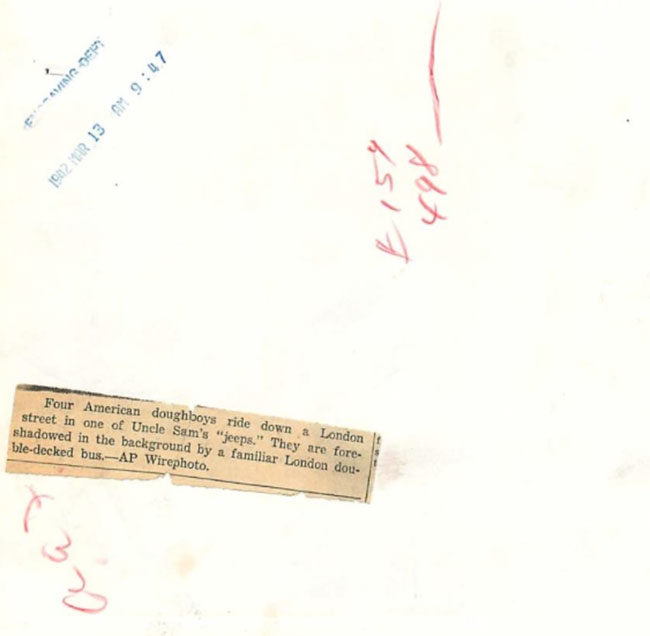 ENGRAVING DEPT
1942 MAR 13 AM 9:47
498
Four American doughboys ride down a London
street in one of Uncle Sam's "jeeps." They are fore-
shadowed in the background by a familiar London dou-
ble-decked bus.—AP Wirephoto.